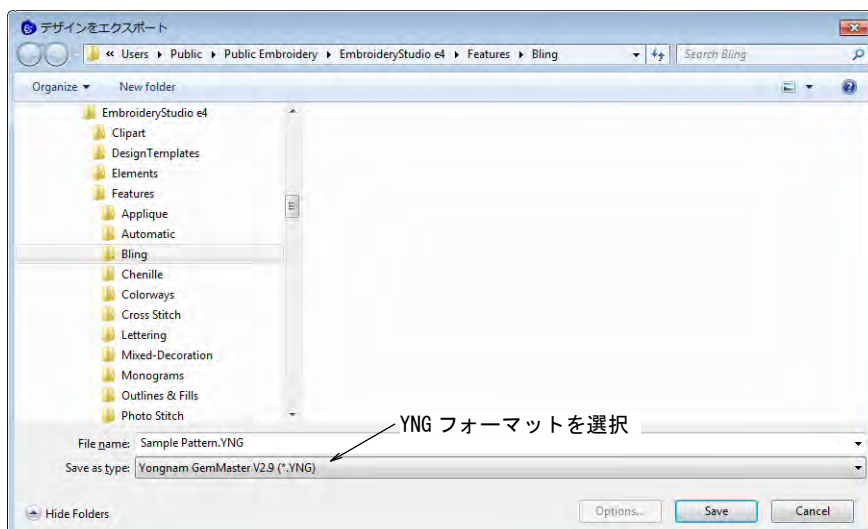 デザインをエクスポート
« Users ▸ Public ▸ Public Embroidery ▸ EmbroideryStudio e4 ▸ Features ▸ Bling
Search Bling
Organize ▾ New folder
EmbroideryStudio e4
Clipart
DesignTemplates
Elements
Features
Applique
Automatic
Bling
Chenille
Colorways
Cross Stitch
Lettering
Mixed-Decoration
Monograms
Outlines & Fills
Photo Stitch
YNG フォーマットを選択
File name: Sample Pattern.YNG
Save as type: Yongnam GemMaster V2.9 (*.YNG)
Hide Folders Options... Save Cancel